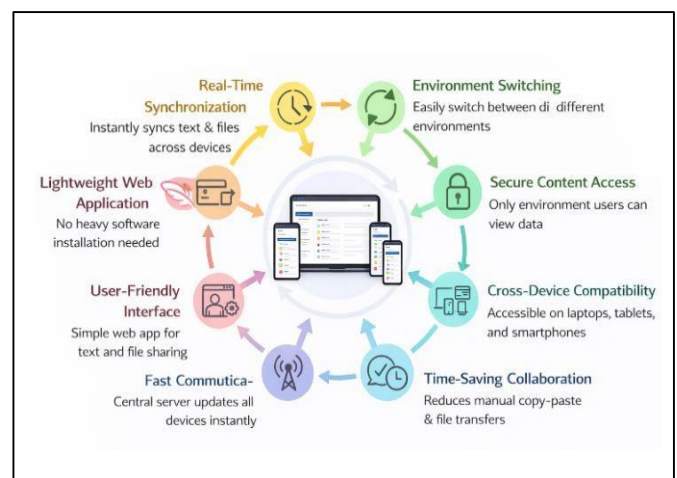 Real-Time
Synchronization
Instantly syncs text & files
across devices
Environment Switching
Easily switch between di different
environments
Secure Content Access
Only environment users can
view data
Cross-Device Compatibility
Accessible on laptops, tablets,
and smartphones
Time-Saving Collaboration
Reduces manual copy-paste
& file transfers
Fast Commutica-
Central server updates all
devices instantly
User-Friendly
Interface
Simple web app for
text and file sharing
Lightweight Web
Application
No heavy software
installation needed